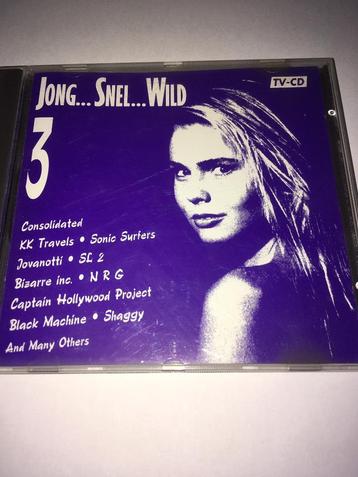 JONG... SNEL... WILD
TV-CD
3
Consolidated
KK Travels • Sonic Surfers
Jovanotti • SL 2
Bizarre inc. • N R G
Captain Hollywood Project
Black Machine • Shaggy
And Many Others